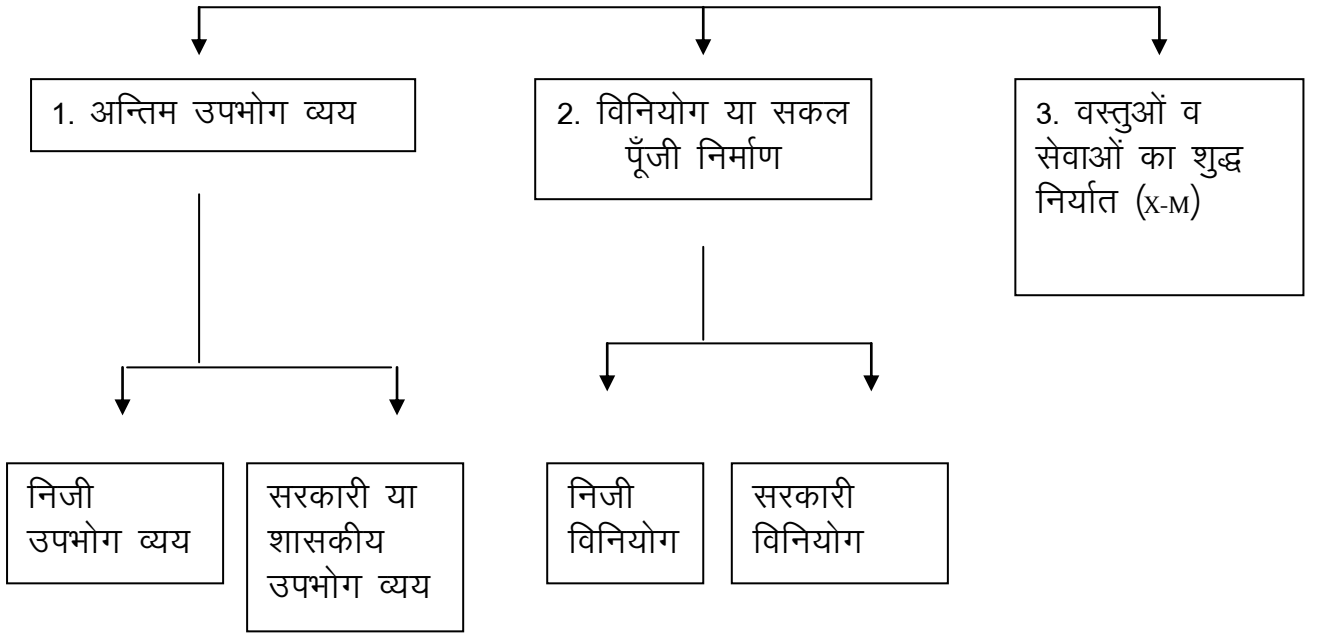 1. अन्तिम उपभोग व्यय
2. विनियोग या सकल
पूँजी निर्माण
3. वस्तुओं व
सेवाओं का शुद्ध
निर्यात (X-M)
निजी
उपभोग व्यय
सरकारी या
शासकीय
उपभोग व्यय
निजी
विनियोग
सरकारी
विनियोग